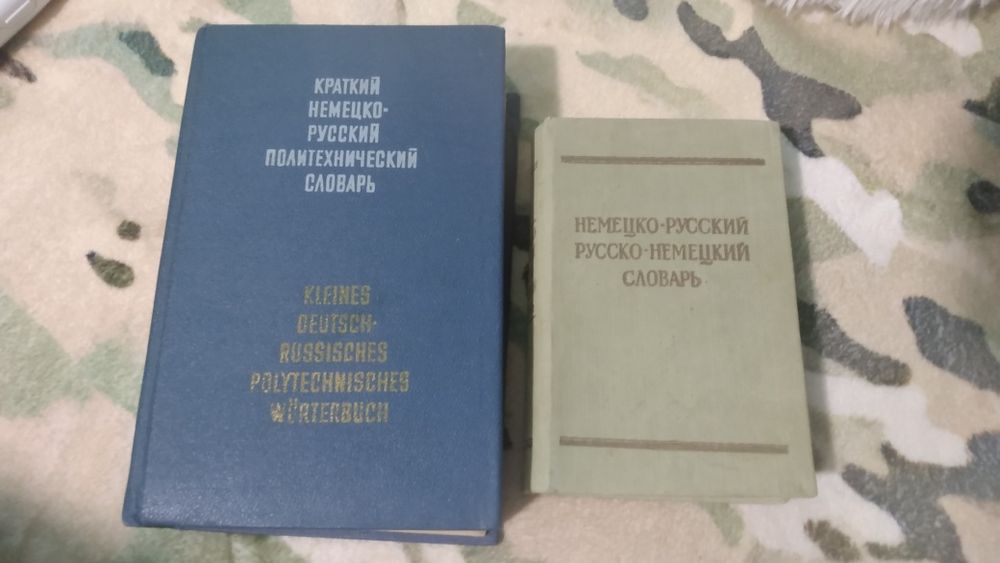 КРАТКИЙ
НЕМЕЦКО-
РУССКИЙ
ПОЛИТЕХНИЧЕСКИЙ
СЛОВАРЬ
KLEINES
DEUTSCH-
RUSSISCHES
POLYTECHNISCHES
WÖRTERBUCH
НЕМЕЦКО-РУССКИЙ
РУССКО-НЕМЕЦКИЙ
СЛОВАРЬ